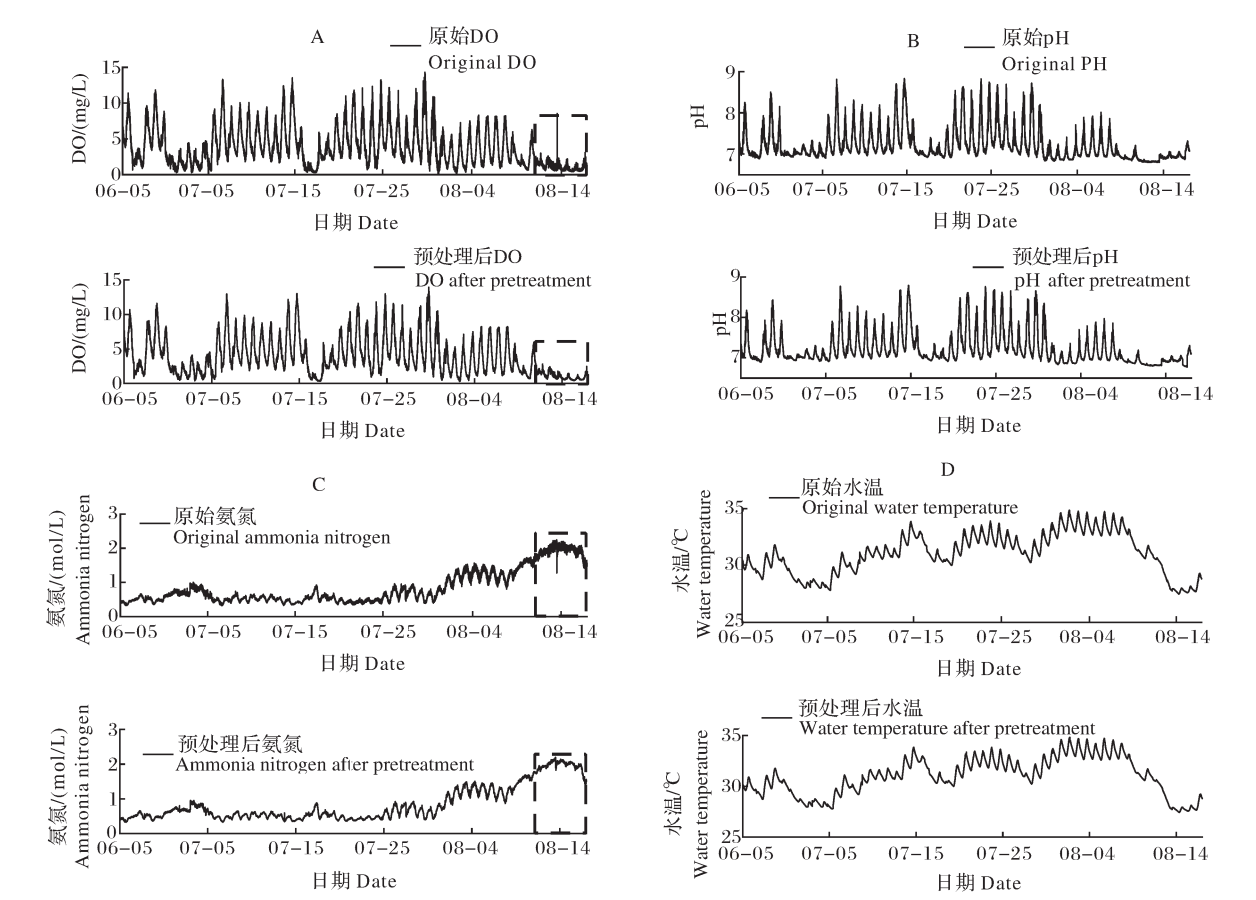 A
原始DO
Original DO
DO/(mg/L)
15
10
5
0
06-05 07-05 07-15 07-25 08-04 08-14
日期 Date
预处理后DO
DO after pretreatment
DO/(mg/L)
15
10
5
0
06-05 07-05 07-15 07-25 08-04 08-14
日期 Date
B
原始pH
Original PH
pH
9
8
7
06-05 07-05 07-15 07-25 08-04 08-14
日期 Date
预处理后pH
pH after pretreatment
pH
9
8
7
06-05 07-05 07-15 07-25 08-04 08-14
日期 Date
C
原始氨氮
Original ammonia nitrogen
氨氮/(mol/L)
Ammonia nitrogen
3
2
1
0
06-05 07-05 07-15 07-25 08-04 08-14
日期 Date
预处理后氨氮
Ammonia nitrogen after pretreatment
氨氮/(mol/L)
Ammonia nitrogen
3
2
1
0
06-05 07-05 07-15 07-25 08-04 08-14
日期 Date
D
原始水温
Original water temperature
水温/℃
Water temperature
35
30
25
06-05 07-05 07-15 07-25 08-04 08-14
日期 Date
预处理后水温
Water temperature after pretreatment
水温/℃
Water temperature
35
30
25
06-05 07-05 07-15 07-25 08-04 08-14
日期 Date